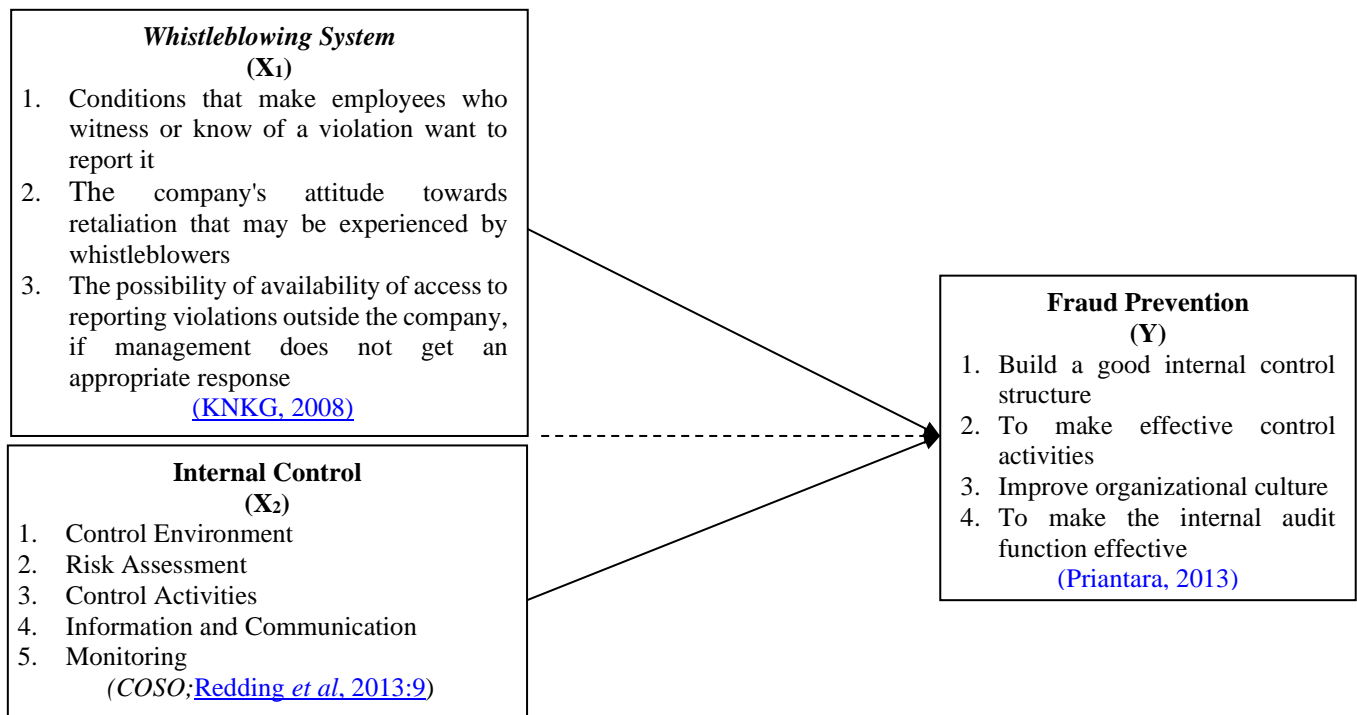 Whistleblowing System
(X1)
1. Conditions that make employees who
witness or know of a violation want to
report it
2. The company's attitude towards
retaliation that may be experienced by
whistleblowers
3. The possibility of availability of access to
reporting violations outside the company,
if management does not get an
appropriate response
(KNKG, 2008)
Internal Control
(X2)
1. Control Environment
2. Risk Assessment
3. Control Activities
4. Information and Communication
5. Monitoring
(COSO;Redding et al, 2013:9)
Fraud Prevention
(Y)
1. Build a good internal control
structure
2. To make effective control
activities
3. Improve organizational culture
4. To make the internal audit
function effective
(Priantara, 2013)